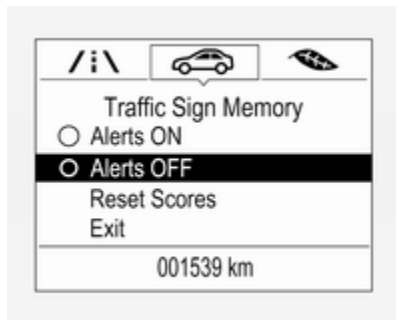 Traffic Sign Memory
Alerts ON
Alerts OFF
Reset Scores
Exit
001539 km